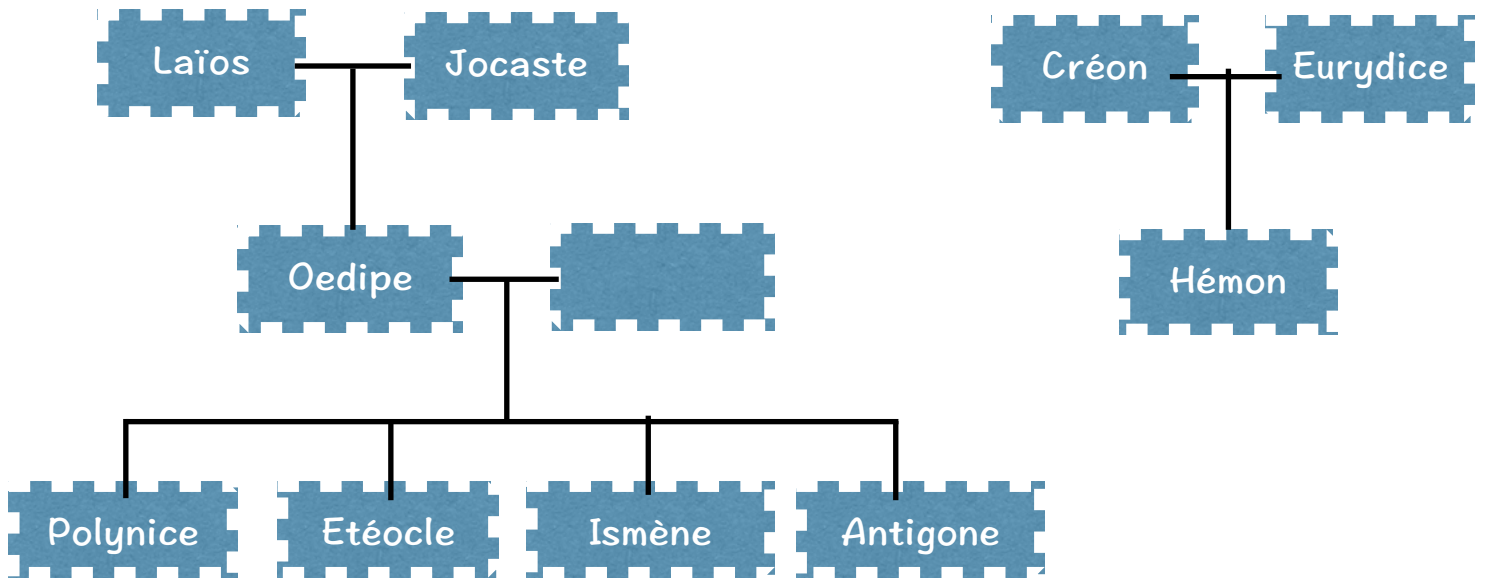 Laïos
Jocaste
Créon
Eurydice
Oedipe
Hémon
Polynice
Etéocle
Ismène
Antigone